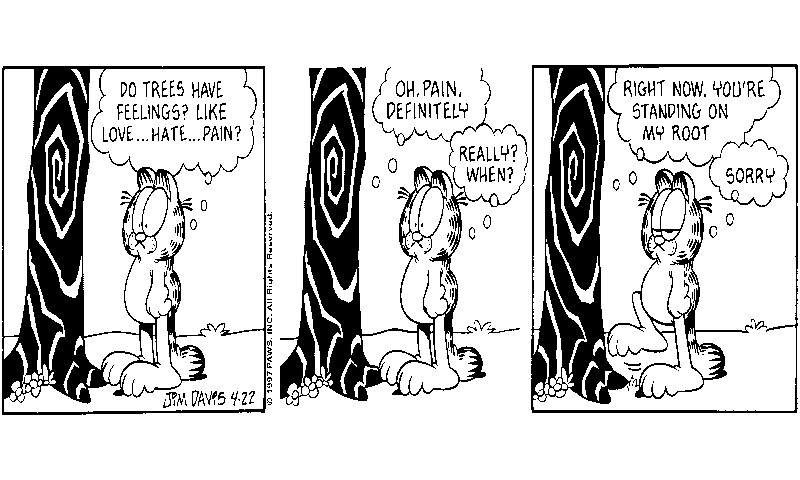 DO TREES HAVE
FEELINGS? LIKE
LOVE...HATE...PAIN?
JIM DAVIS 4-22
© 1997 PAWS, INC. All Rights Reserved.
OH, PAIN,
DEFINITELY
REALLY?
WHEN?
RIGHT NOW. YOU'RE
STANDING ON
MY ROOT
SORRY